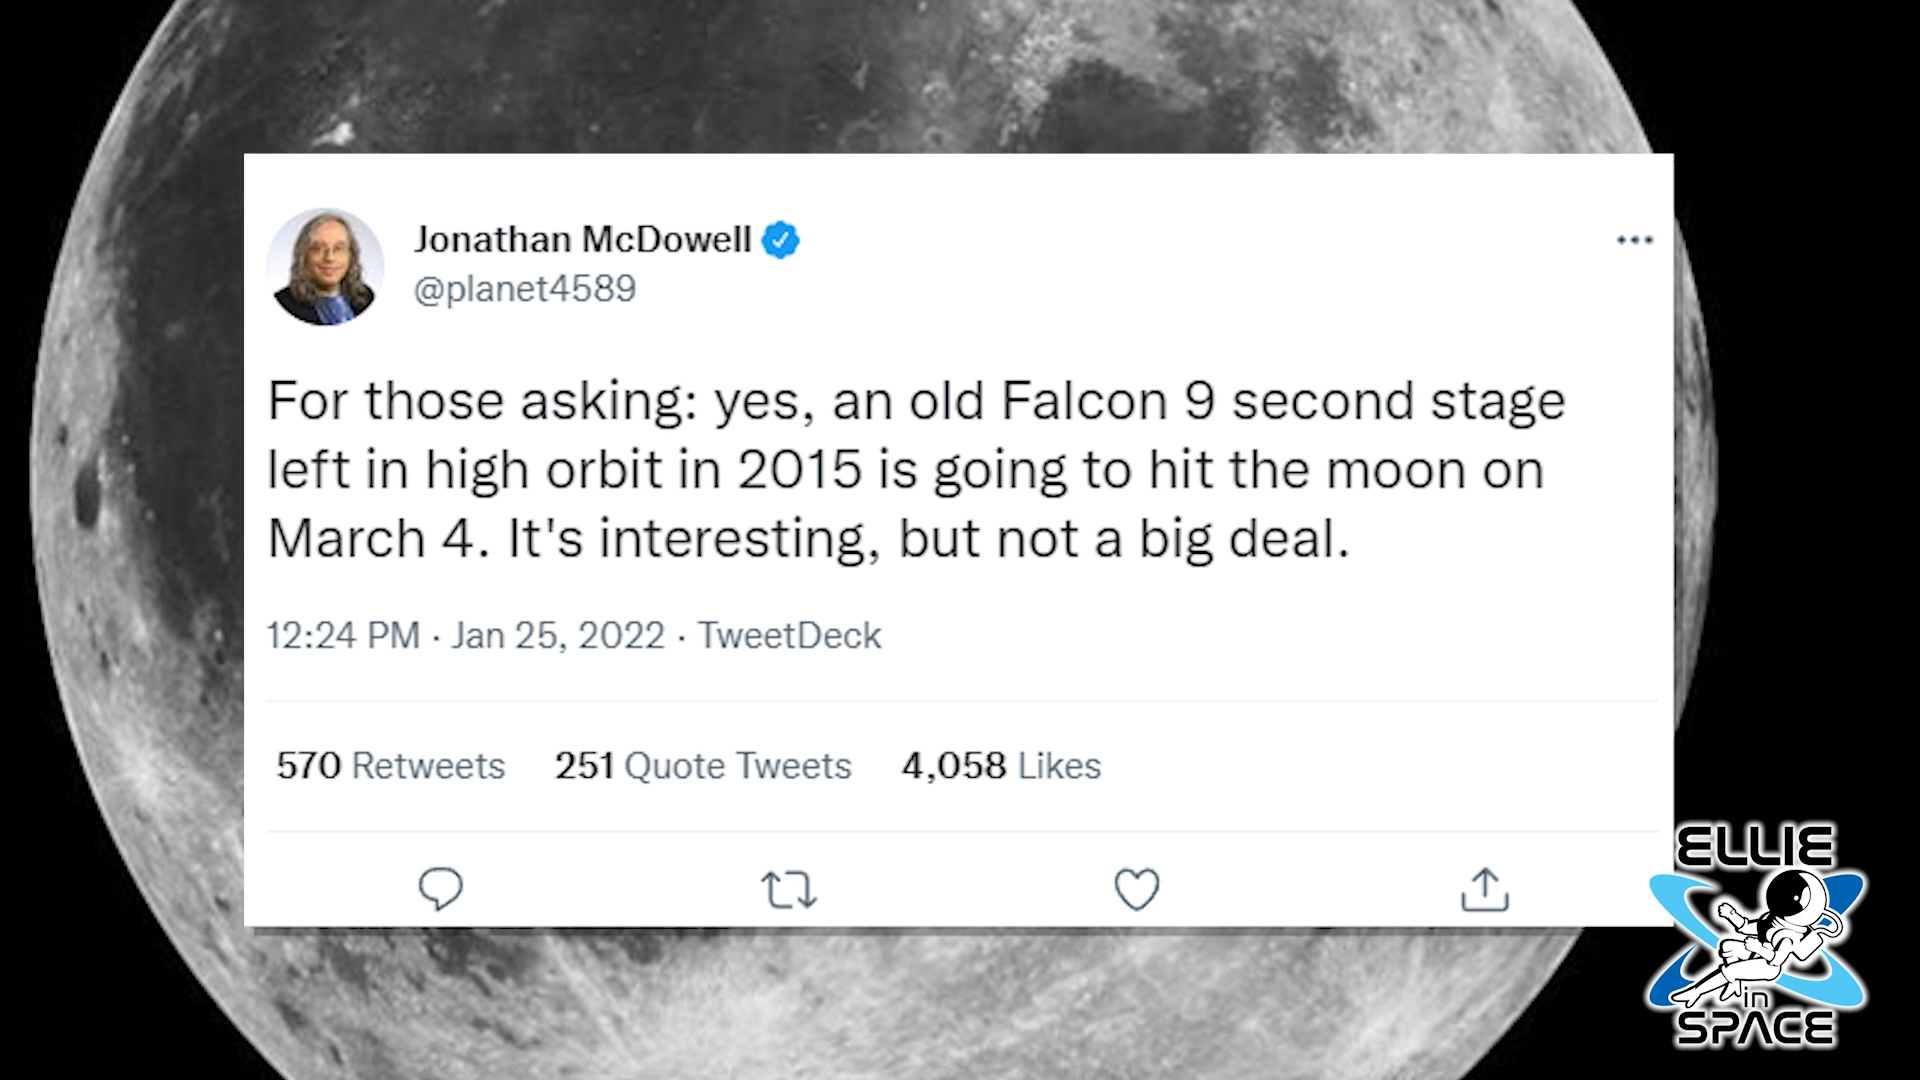 Jonathan McDowell
@planet4589
For those asking: yes, an old Falcon 9 second stage
left in high orbit in 2015 is going to hit the moon on
March 4. It's interesting, but not a big deal.
12:24 PM · Jan 25, 2022 · TweetDeck
570 Retweets 251 Quote Tweets 4,058 Likes
ELLIE
in
SPACE